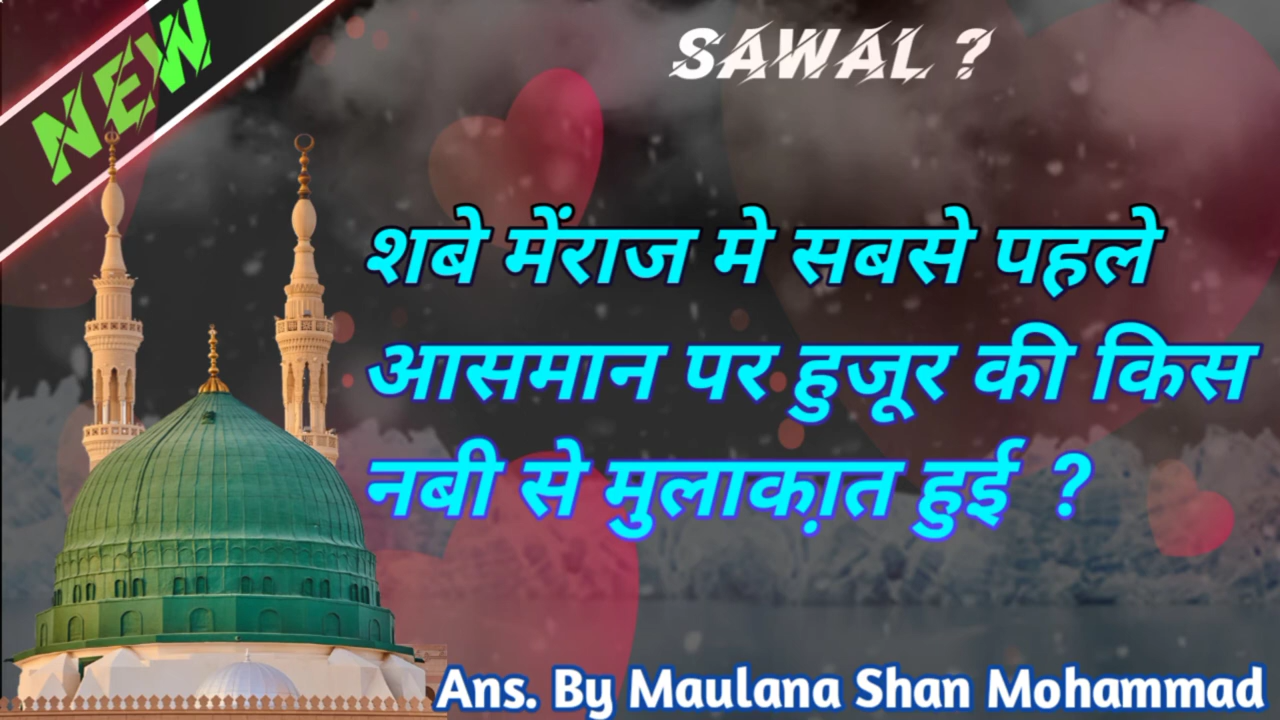 NEW
SAWAL ?
शबे मेंराज मे सबसे पहले
आसमान पर हुजूर की किस
नबी से मुलाका़त हुई ?
Ans. By Maulana Shan Mohammad